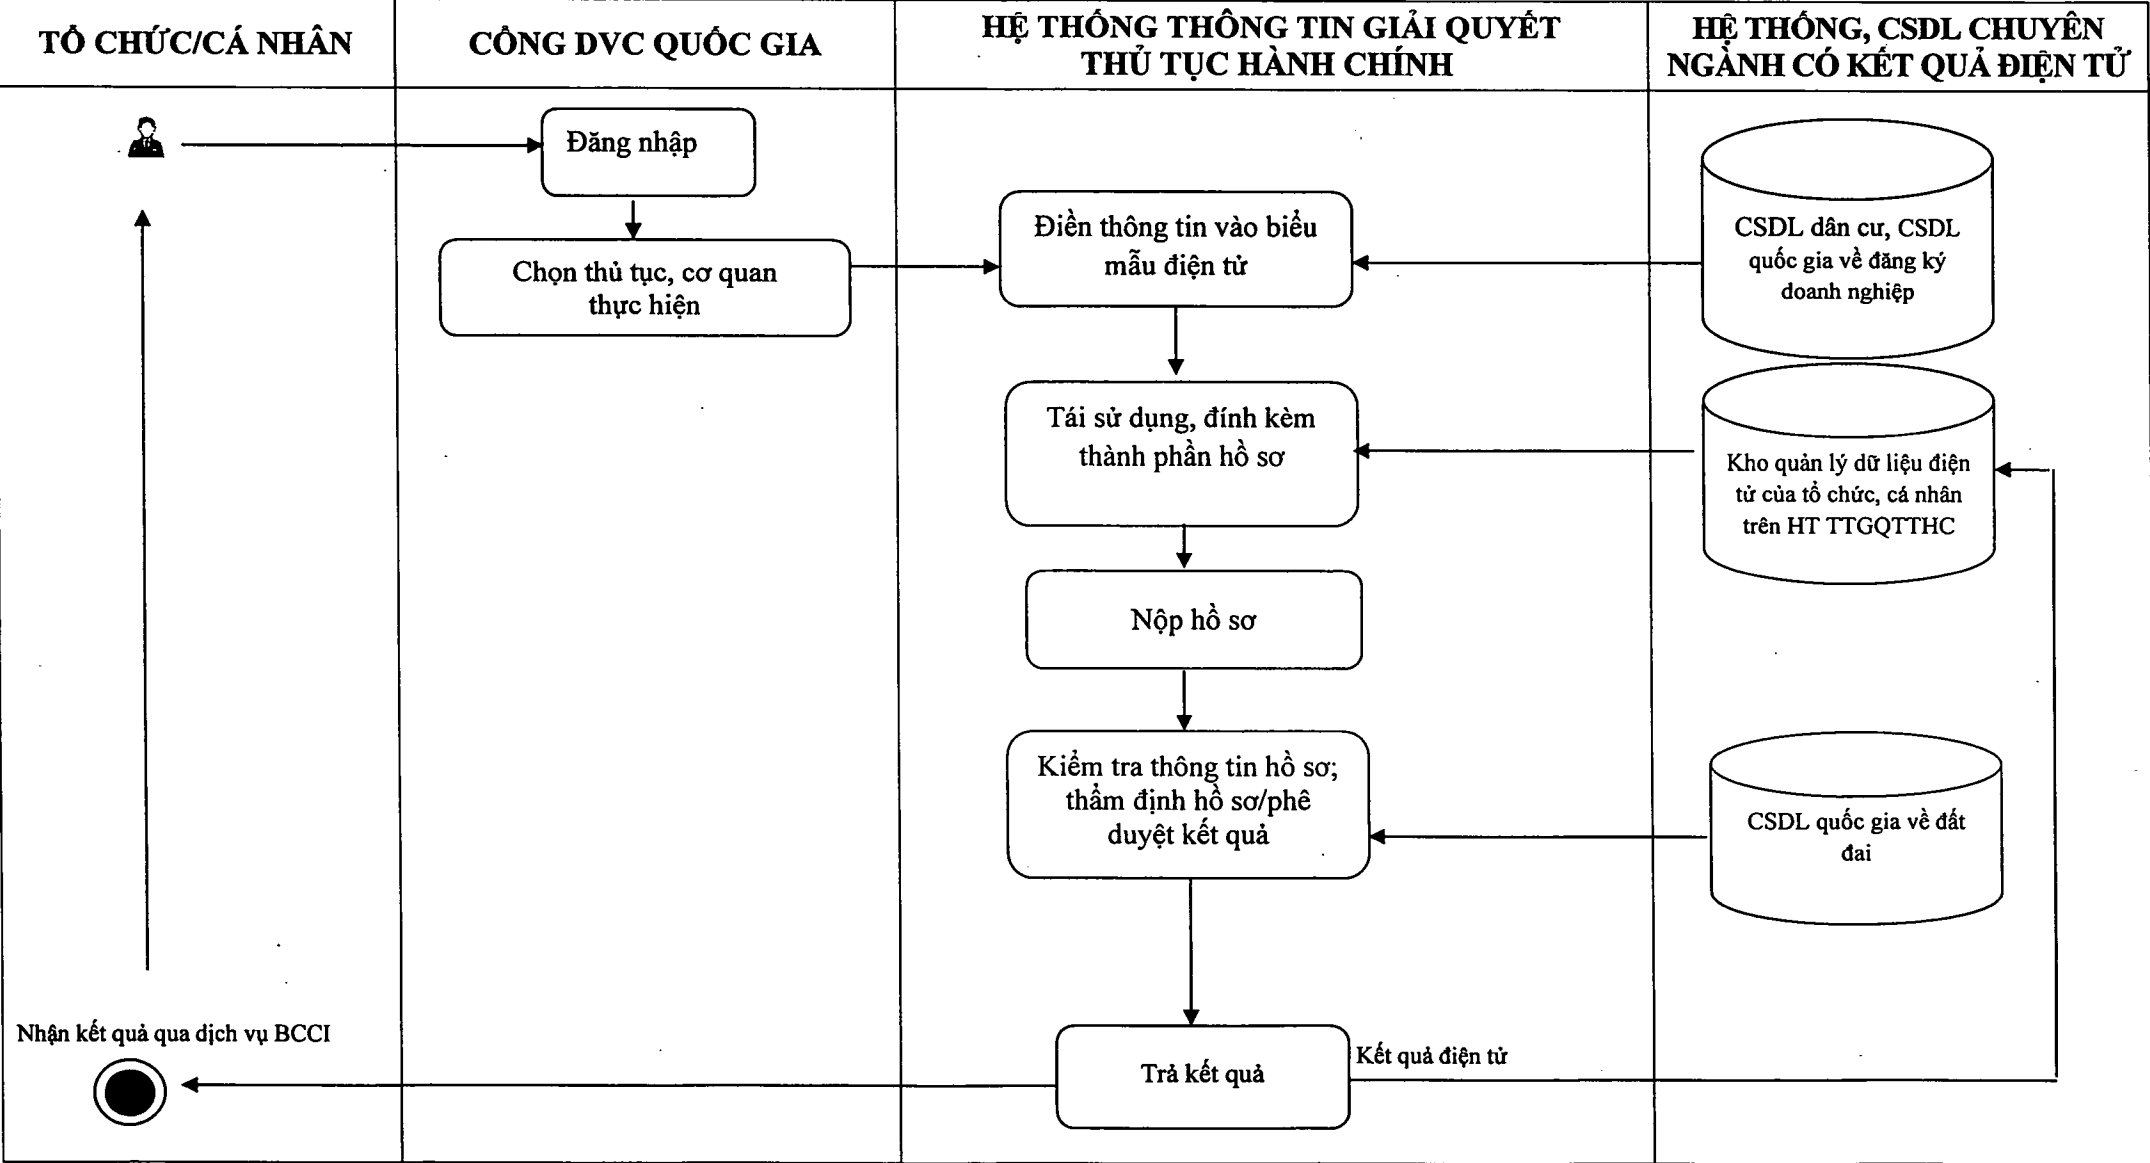 TỔ CHỨC/CÁ NHÂN
CỔNG DVC QUỐC GIA
HỆ THỐNG THÔNG TIN GIẢI QUYẾT
THỦ TỤC HÀNH CHÍNH
HỆ THỐNG, CSDL CHUYÊN
NGÀNH CÓ KẾT QUẢ ĐIỆN TỬ
Đăng nhập
Chọn thủ tục, cơ quan
thực hiện
Điền thông tin vào biểu
mẫu điện tử
CSDL dân cư, CSDL
quốc gia về đăng ký
doanh nghiệp
Tái sử dụng, đính kèm
thành phần hồ sơ
Kho quản lý dữ liệu điện
tử của tổ chức, cá nhân
trên HT TTGQTTHC
Nộp hồ sơ
Kiểm tra thông tin hồ sơ;
thẩm định hồ sơ/phê
duyệt kết quả
CSDL quốc gia về đất
đai
Nhận kết quả qua dịch vụ BCCI
Trả kết quả
Kết quả điện tử